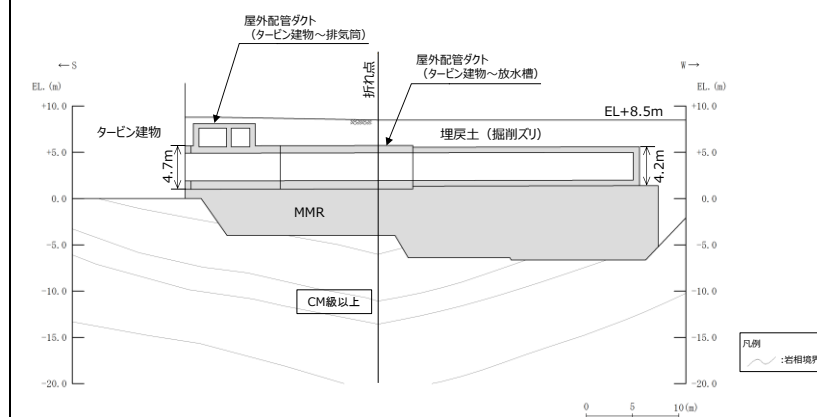 屋外配管ダクト
（タービン建物～排気筒）
屋外配管ダクト
（タービン建物～放水槽）
折れ点
←S
W→
EL. (m)
EL. (m)
+10.0
+5.0
0.0
-5.0
-10.0
-15.0
-20.0
タービン建物
4.7m
EL+8.5m
埋戻土（掘削ズリ）
4.2m
MMR
CM級以上
+10.0
+5.0
0.0
-5.0
-10.0
-15.0
-20.0
凡例
:岩相境界
0 5 10(m)